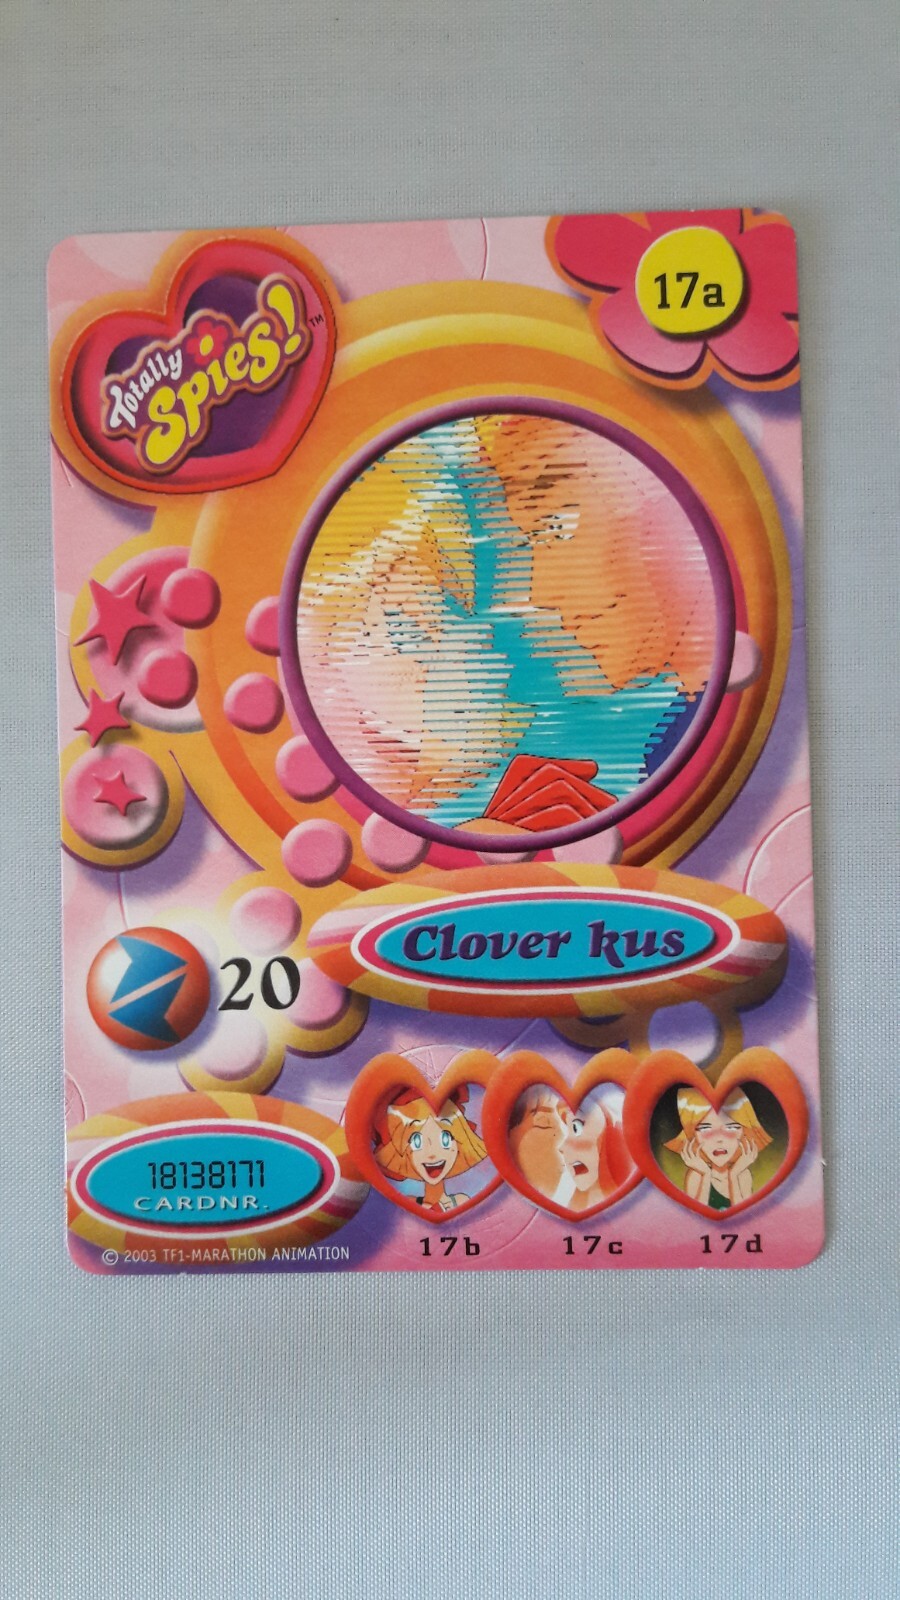 Totally
Spies!
TM
17a
Clover kus
20
18138171
CARDNR.
17b
17c
17d
© 2003 TF1-MARATHON ANIMATION